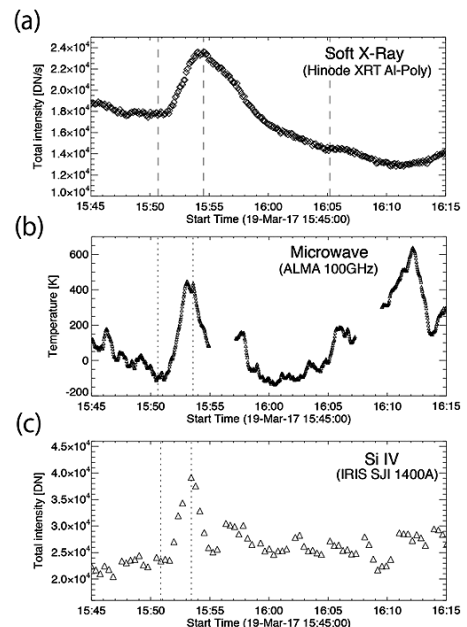 (a)
Soft X-Ray
(Hinode XRT Al-Poly)
Total intensity [DN/s]
2.4×10⁴
2.2×10⁴
2.0×10⁴
1.8×10⁴
1.6×10⁴
1.4×10⁴
1.2×10⁴
1.0×10⁴
15:45 15:50 15:55 16:00 16:05 16:10 16:15
Start Time (19-Mar-17 15:45:00)
(b)
Microwave
(ALMA 100GHz)
Temperature [K]
600
400
200
0
-200
15:45 15:50 15:55 16:00 16:05 16:10 16:15
Start Time (19-Mar-17 15:45:00)
(c)
Si IV
(IRIS SJI 1400A)
Total intensity [DN]
4.5×10⁴
4.0×10⁴
3.5×10⁴
3.0×10⁴
2.5×10⁴
2.0×10⁴
15:45 15:50 15:55 16:00 16:05 16:10 16:15
Start Time (19-Mar-17 15:45:00)